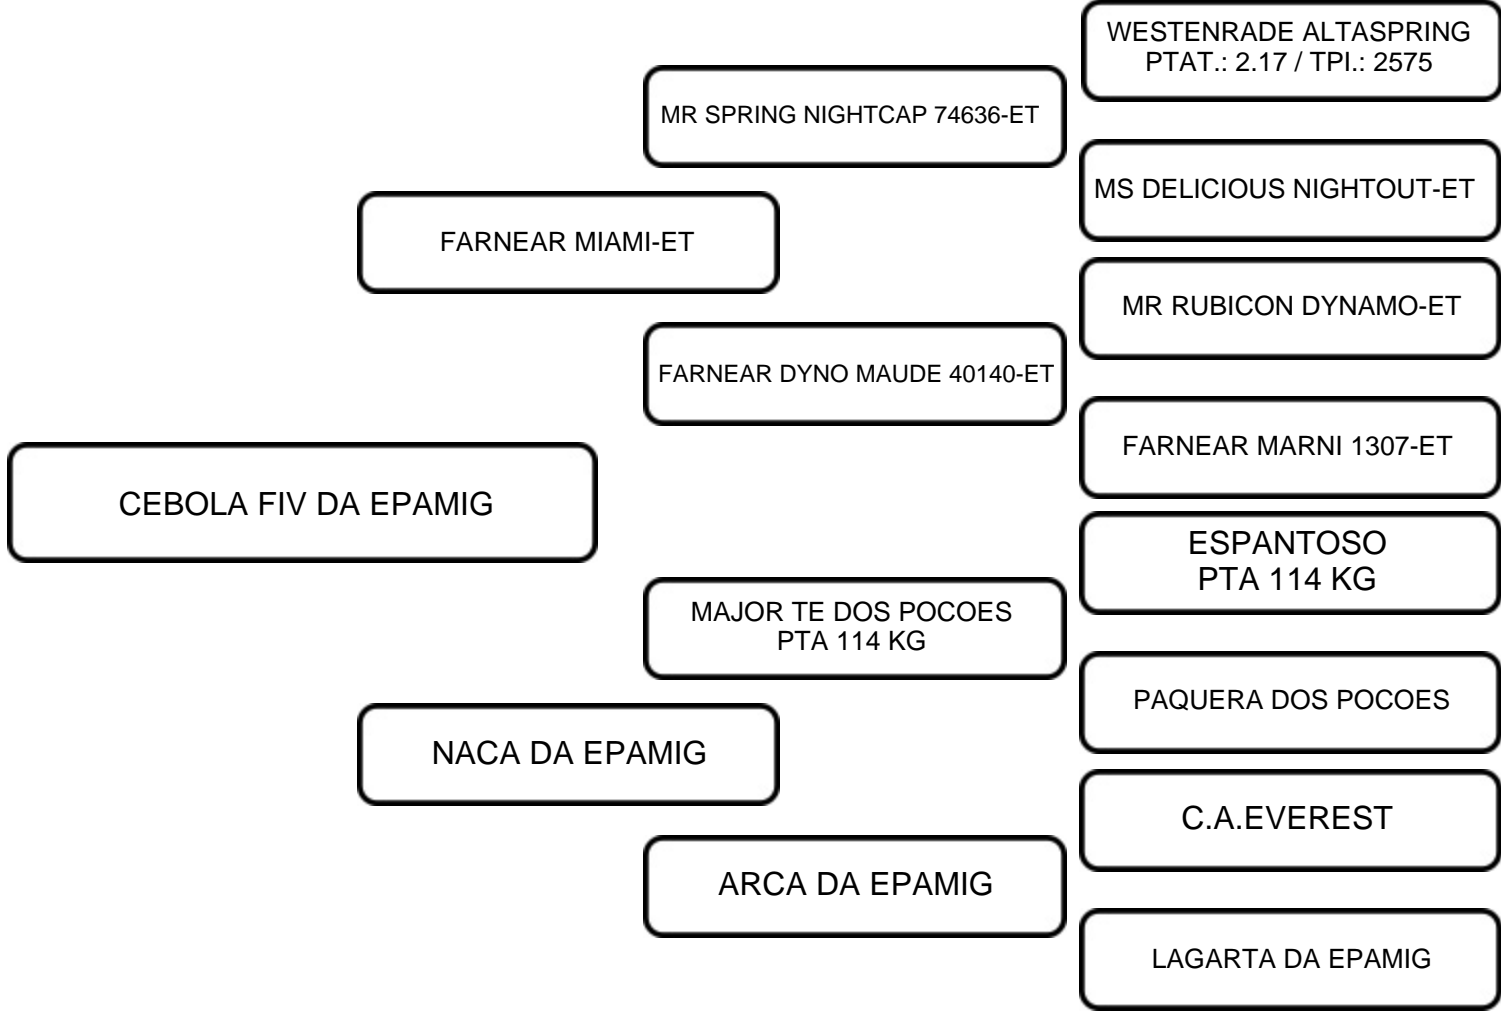 WESTENRADE ALTASPRING
PTAT.: 2.17 / TPI.: 2575
MR SPRING NIGHTCAP 74636-ET
MS DELICIOUS NIGHTOUT-ET
FARNEAR MIAMI-ET
MR RUBICON DYNAMO-ET
FARNEAR DYNO MAUDE 40140-ET
FARNEAR MARNI 1307-ET
CEBOLA FIV DA EPAMIG
ESPANTOSO
PTA 114 KG
MAJOR TE DOS POCOES
PTA 114 KG
PAQUERA DOS POCOES
NACA DA EPAMIG
C.A.EVEREST
ARCA DA EPAMIG
LAGARTA DA EPAMIG